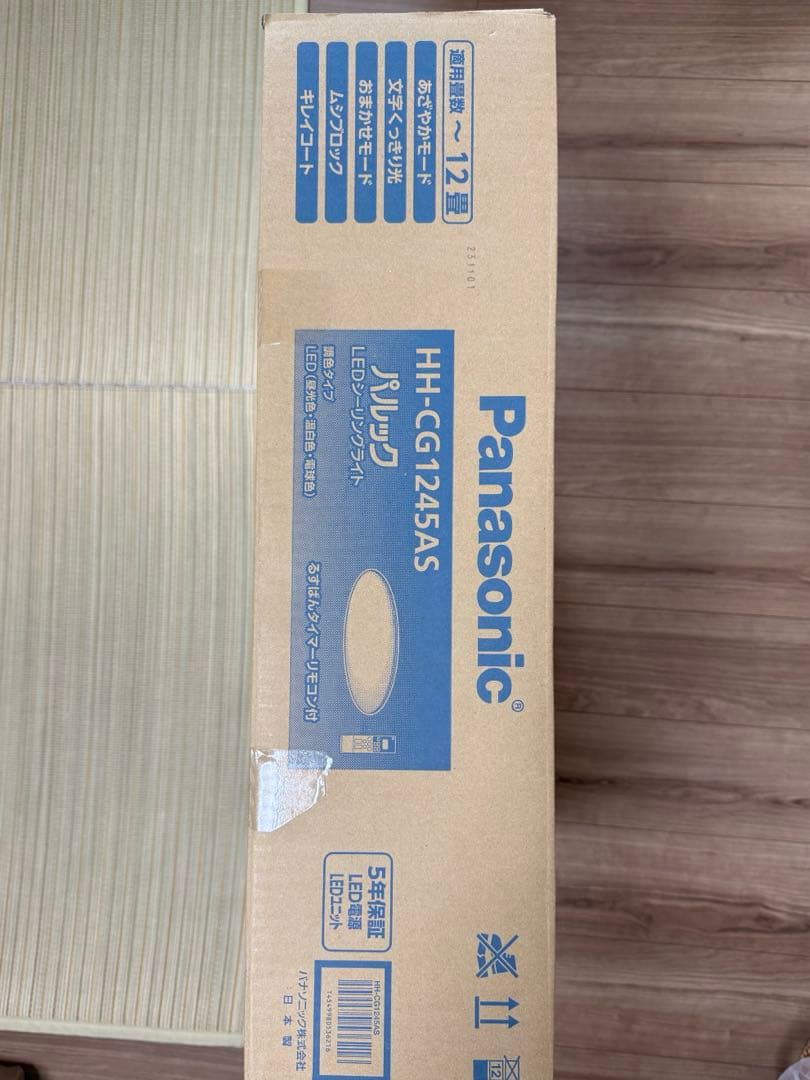 適用畳数 ～12畳
あざやかモード
文字くっきり光
おまかせモード
ムシブロック
キレイコート
231101
Panasonic®
HH-CG1245AS
パルック
LEDシーリングライト
調色タイプ
LED(昼光色・温白色・電球色)
るすばんタイマーリモコン付
5年保証
LED電源
LEDユニット
HH-CG1245AS
パナソニック株式会社
日本製
12